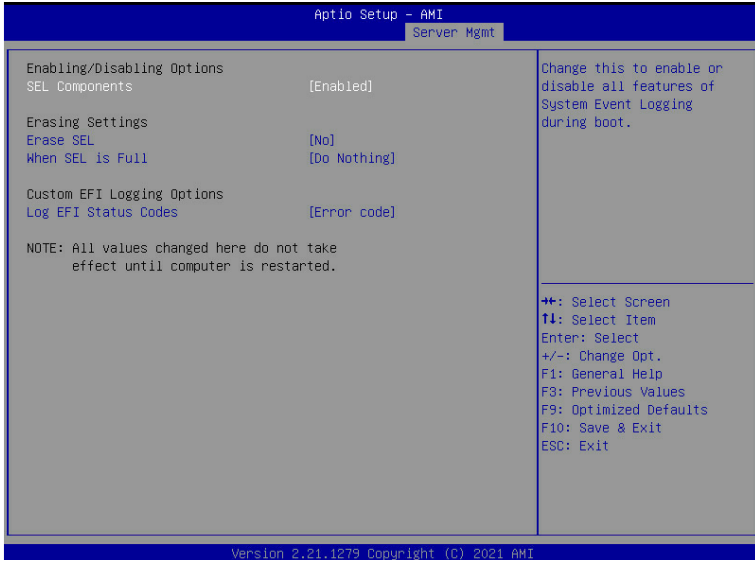 Aptio Setup – AMI
Server Mgmt
Enabling/Disabling Options
SEL Components [Enabled]
Erasing Settings
Erase SEL [No]
When SEL is Full [Do Nothing]
Custom EFI Logging Options
Log EFI Status Codes [Error code]
NOTE: All values changed here do not take
effect until computer is restarted.
Change this to enable or
disable all features of
System Event Logging
during boot.
→←: Select Screen
↑↓: Select Item
Enter: Select
+/-: Change Opt.
F1: General Help
F3: Previous Values
F9: Optimized Defaults
F10: Save & Exit
ESC: Exit
Version 2.21.1279 Copyright (C) 2021 AMI